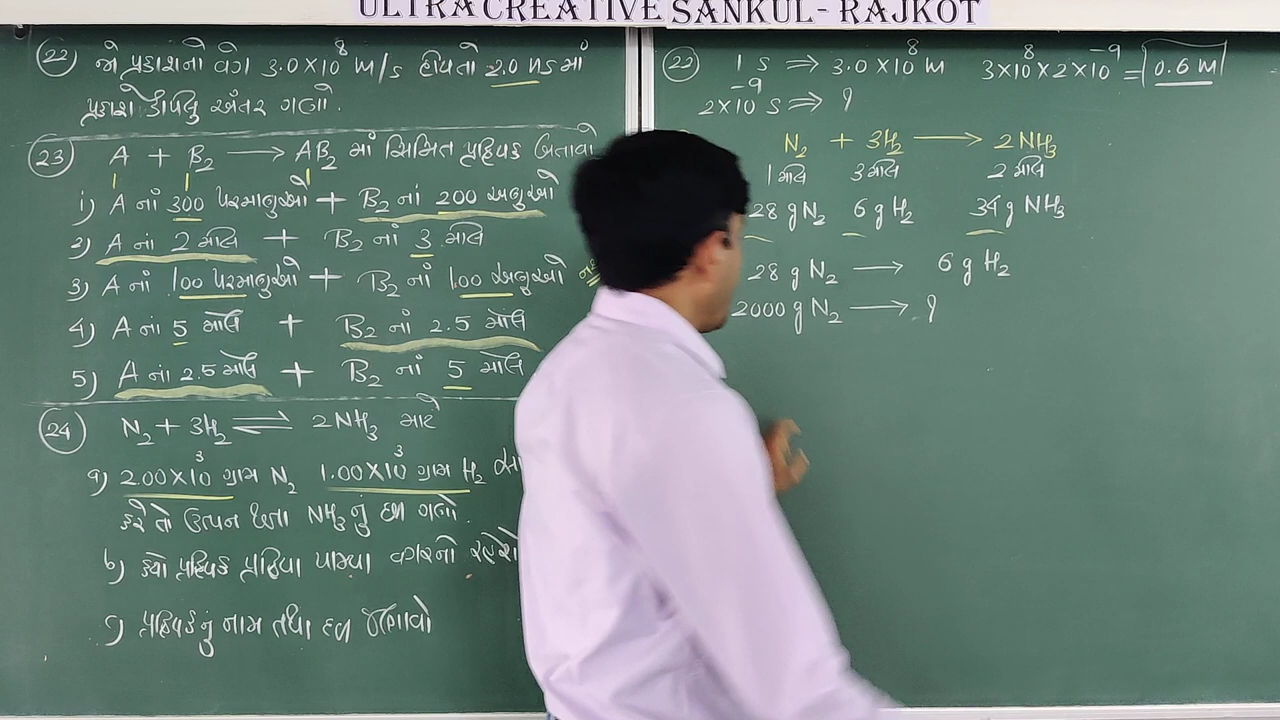 ULTRA CREATIVE SANKUL - RAJKOT
(22) જો પ્રકાશનો વેગ 3.0×10⁸ m/s હોયતો 2.0 ns માં
પ્રકાશે કાપેલુ અંતર ગણો.
(23) A + B₂ ⟶ AB₂ માં સિમિત પ્રક્રિયક બતાવો
1) A નાં 300 પરમાણુઓ + B₂ નાં 200 અણુઓ
2) A નાં 2 મોલ + B₂ નાં 3 મોલ
3) A નાં 100 પરમાણુઓ + B₂ નાં 100 અણુઓ
4) A નાં 5 મોલ + B₂ નાં 2.5 મોલ
5) A નાં 2.5 મોલ + B₂ નાં 5 મોલ
(24) N₂ + 3H₂ ⇌ 2NH₃ માટે
a) 2.00×10³ ગ્રામ N₂ 1.00×10³ ગ્રામ H₂
કરે તો ઉત્પન થતા NH₃ નું દળ ગણો.
b) ક્યો પ્રક્રિયક પ્રક્રિયા પામ્યા વગરનો રહેશે
c) પ્રક્રિયકનું નામ તથા દળ જણાવો
(22) 1 s ⟹ 3.0×10⁸ m 3×10⁸×2×10⁻⁹ = 0.6 m
2×10⁻⁹ s ⟹ ?
N₂ + 3H₂ ⟶ 2NH₃
1 મોલ 3 મોલ 2 મોલ
28 g N₂ 6 g H₂ 34 g NH₃
28 g N₂ ⟶ 6 g H₂
2000 g N₂ ⟶ ?